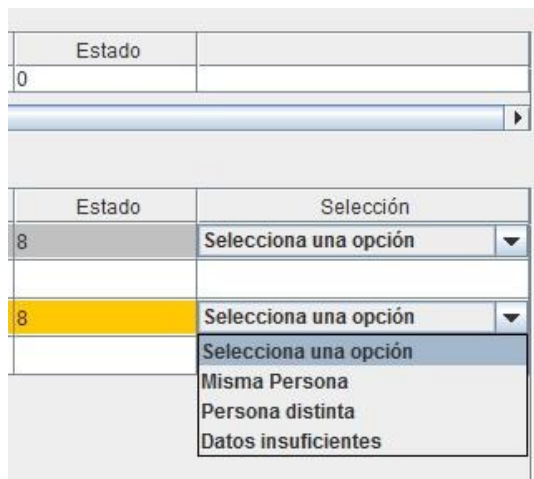 Estado
0
Estado Selección
8 Selecciona una opción
8 Selecciona una opción
Selecciona una opción
Misma Persona
Persona distinta
Datos insuficientes